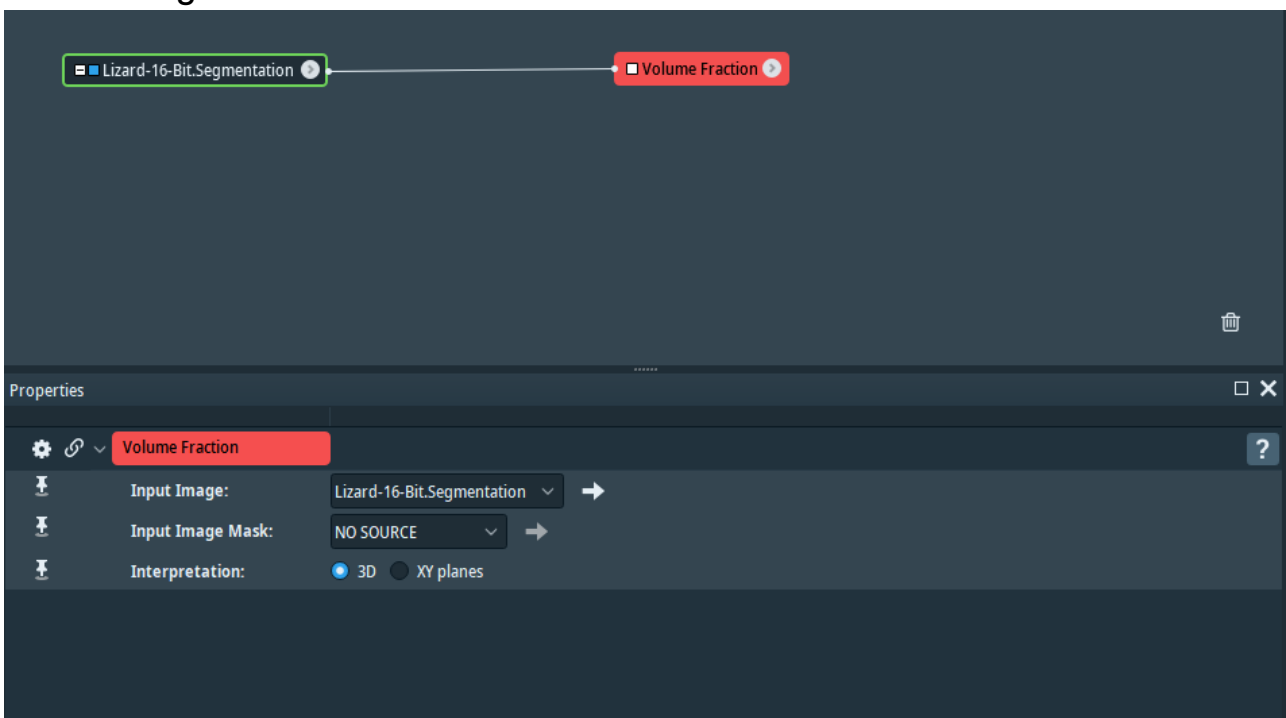 Lizard-16-Bit.Segmentation
Volume Fraction
Properties
Volume Fraction
?
Input Image:
Lizard-16-Bit.Segmentation
Input Image Mask:
NO SOURCE
Interpretation:
3D
XY planes